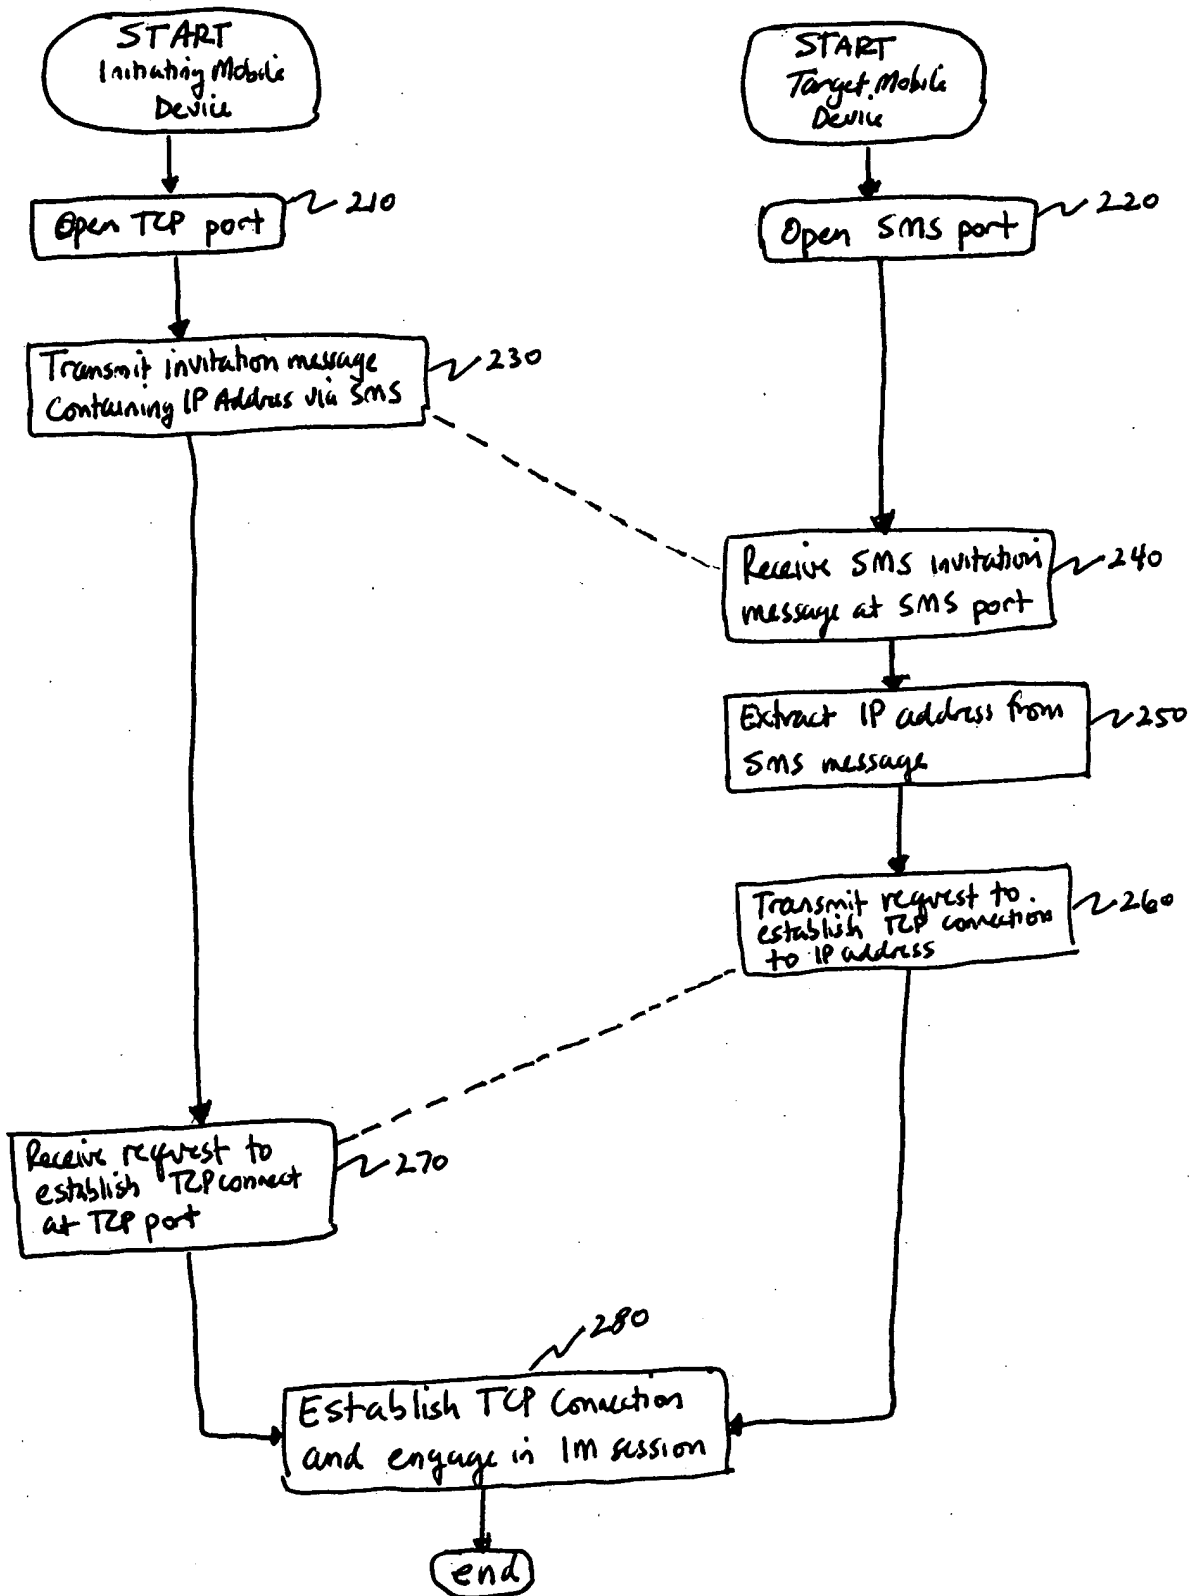 START
Initiating Mobile
Device
START
Target Mobile
Device
Open TCP port
210
Open SMS port
220
Transmit invitation message
Containing IP Address via SMS
230
Receive SMS invitation
message at SMS port
240
Extract IP address from
SMS message
250
Transmit request to
establish TCP connection
to IP address
260
Receive request to
establish TCP connect
at TCP port
270
280
Establish TCP Connection
and engage in IM session
end